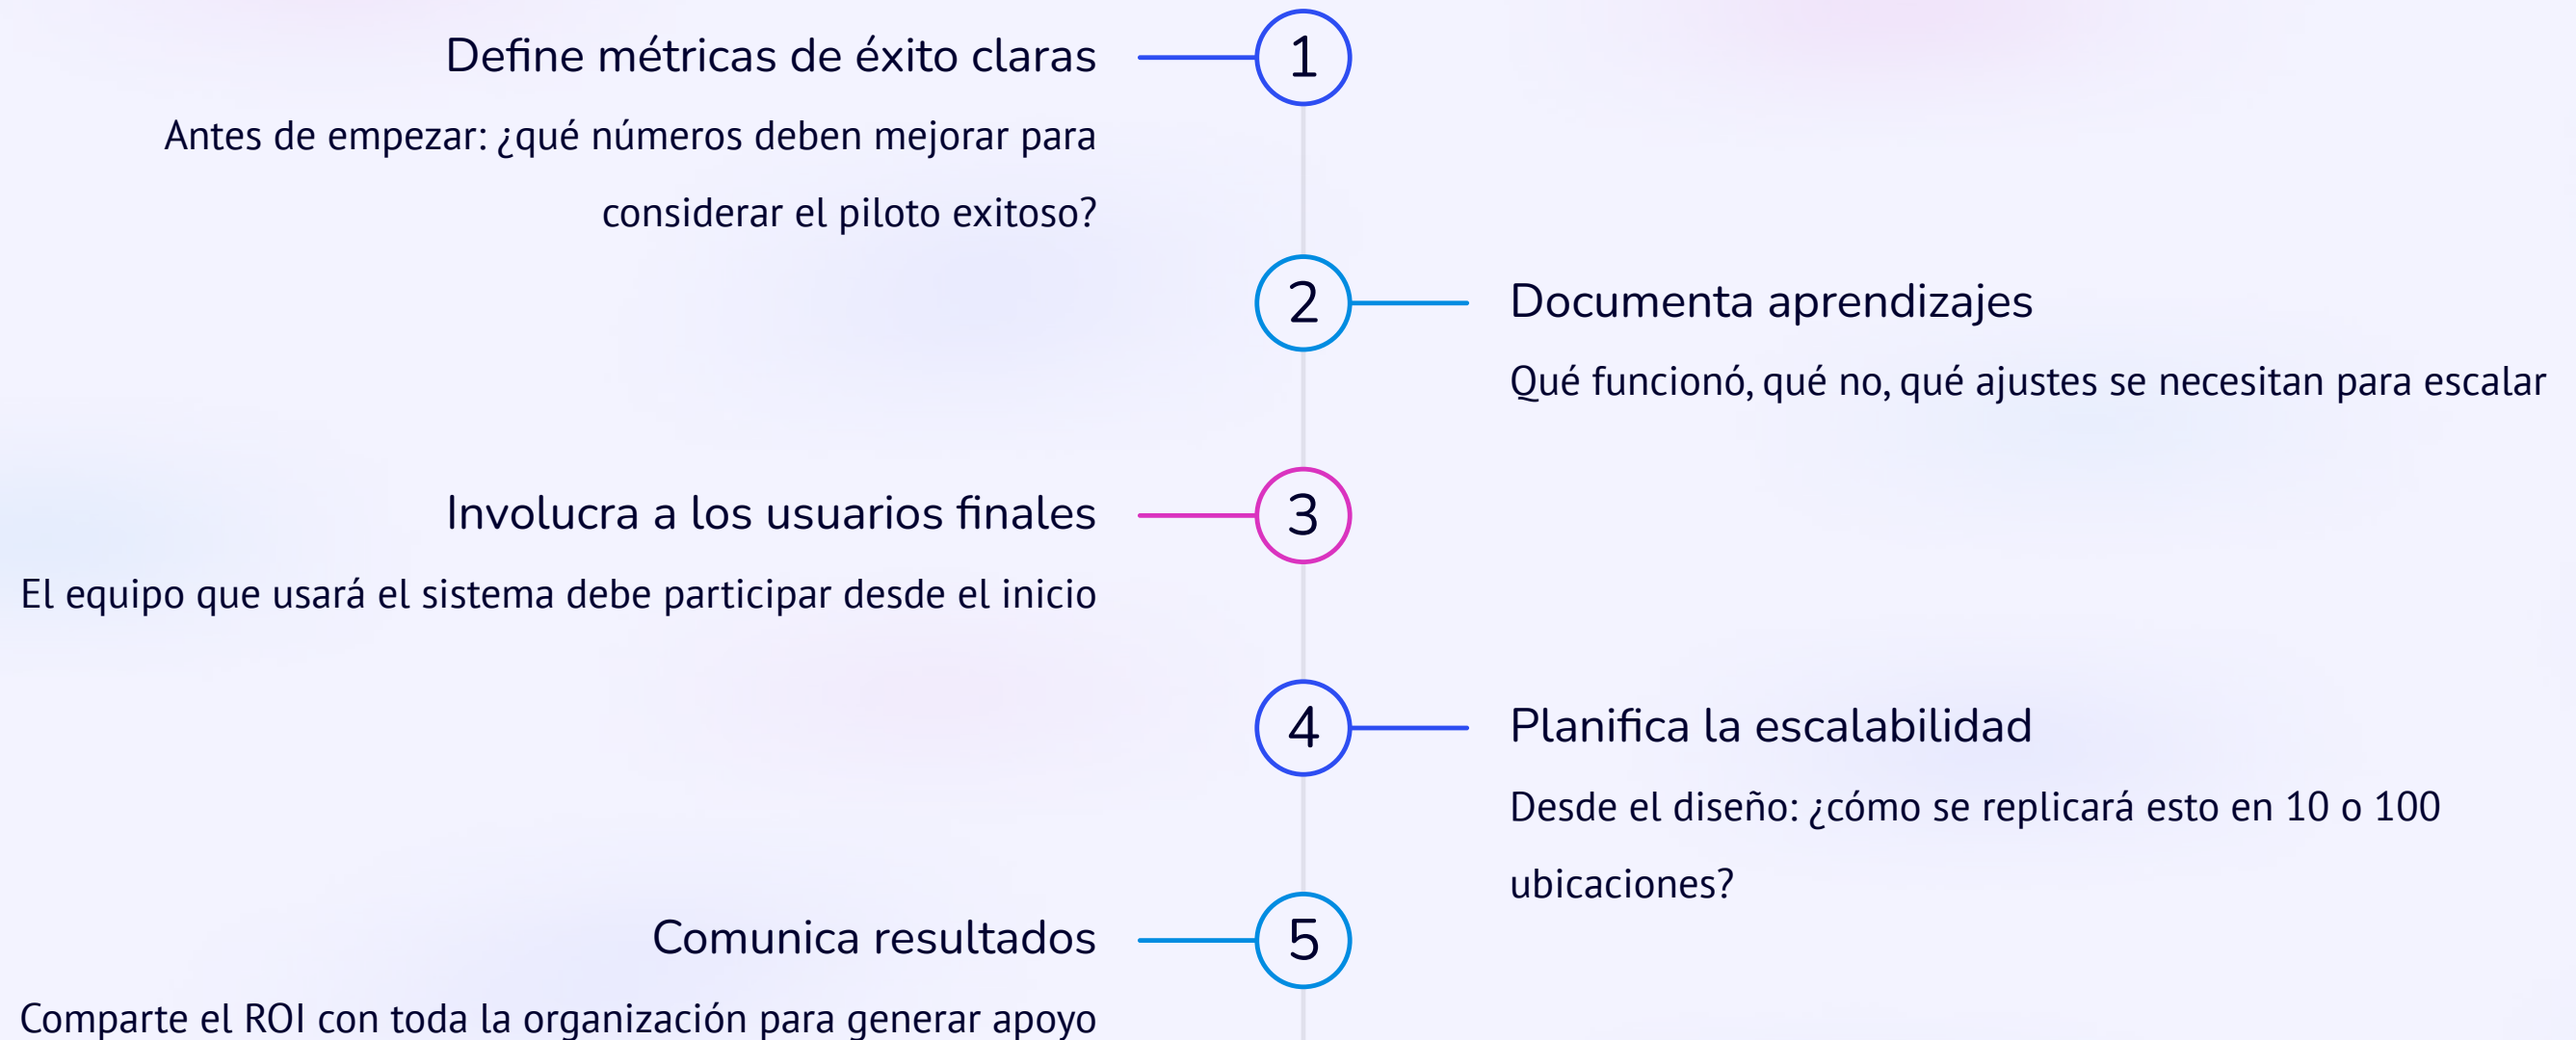 1
Define métricas de éxito claras
Antes de empezar: ¿qué números deben mejorar para
considerar el piloto exitoso?
2
Documenta aprendizajes
Qué funcionó, qué no, qué ajustes se necesitan para escalar
3
Involucra a los usuarios finales
El equipo que usará el sistema debe participar desde el inicio
4
Planifica la escalabilidad
Desde el diseño: ¿cómo se replicará esto en 10 o 100
ubicaciones?
5
Comunica resultados
Comparte el ROI con toda la organización para generar apoyo